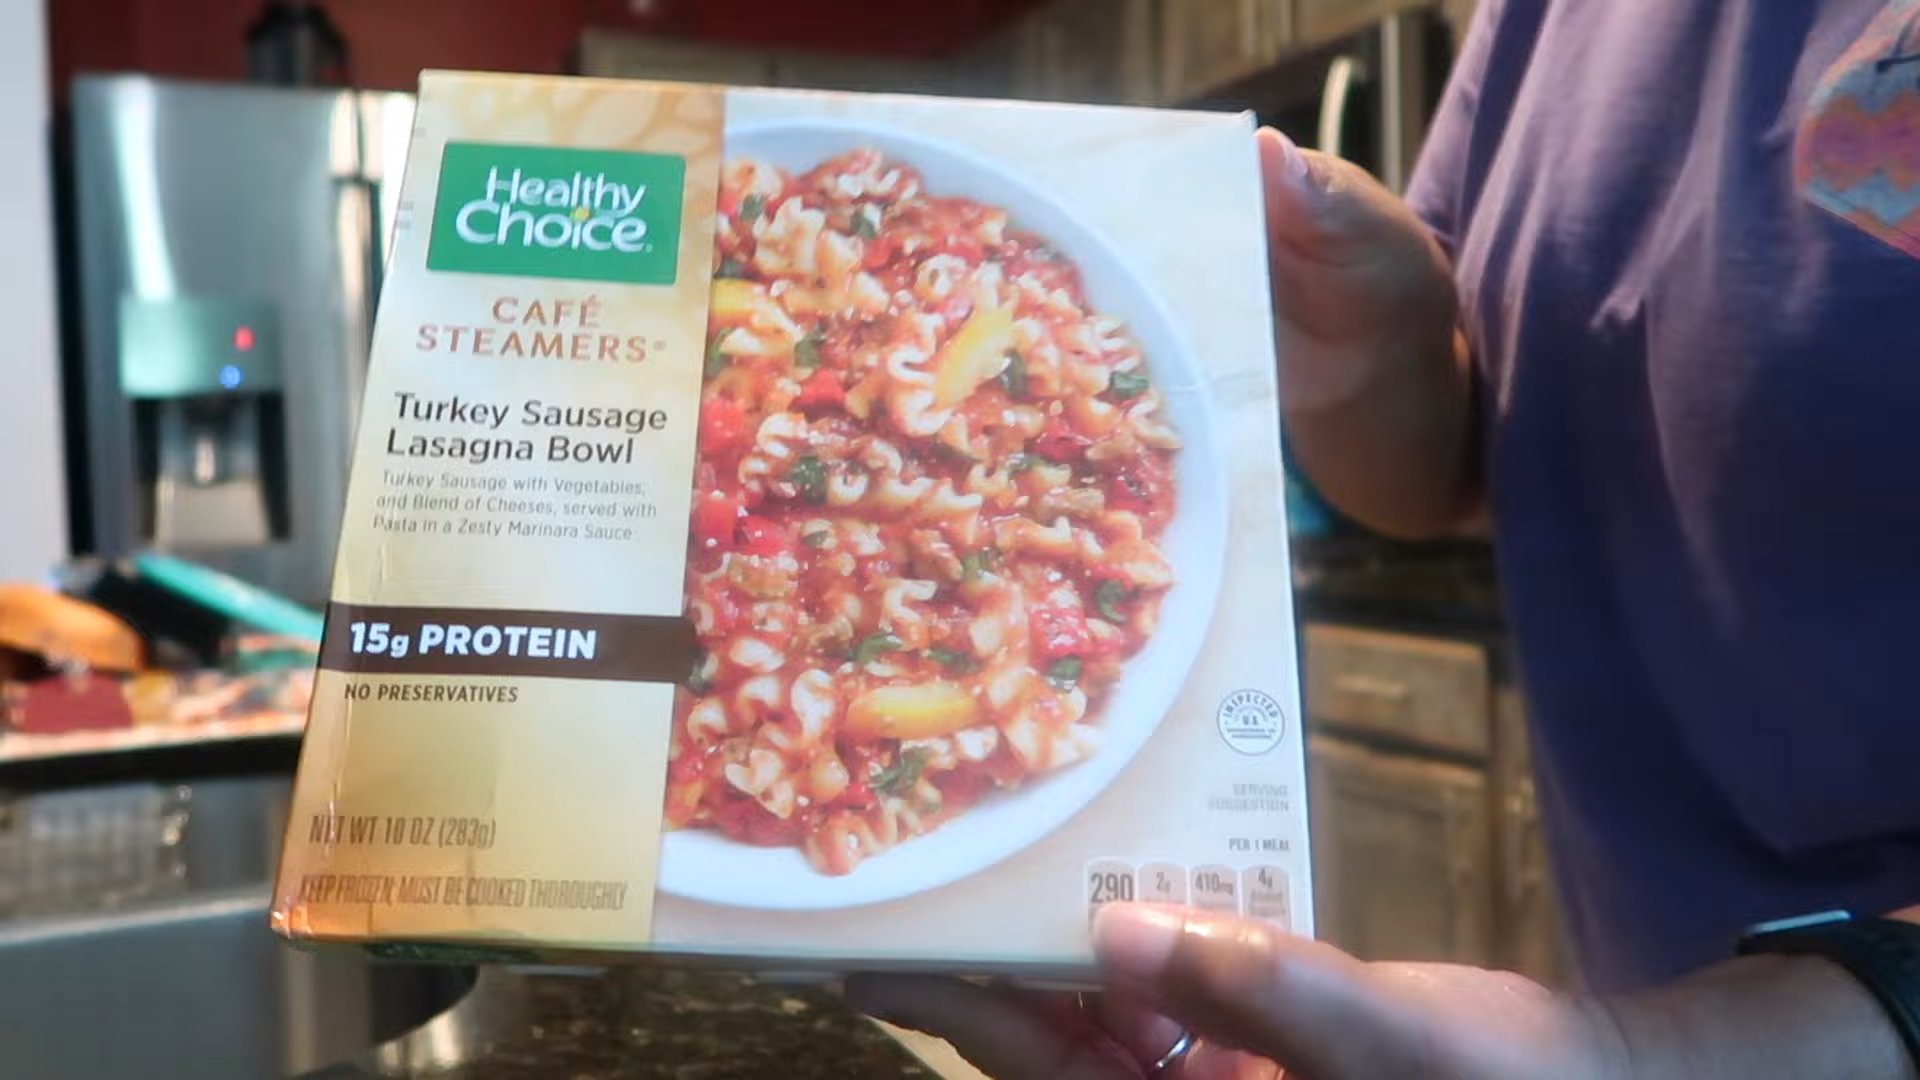 Healthy
Choice
CAFÉ
STEAMERS®
Turkey Sausage
Lasagna Bowl
Turkey Sausage with Vegetables,
and Blend of Cheeses, served with
Pasta in a Zesty Marinara Sauce
15g PROTEIN
NO PRESERVATIVES
NET WT 10 OZ (283g)
KEEP FROZEN; MUST BE COOKED THOROUGHLY
INSPECTED
U.S.
SERVING
SUGGESTION
PER 1 MEAL
290 2g 410mg 4g